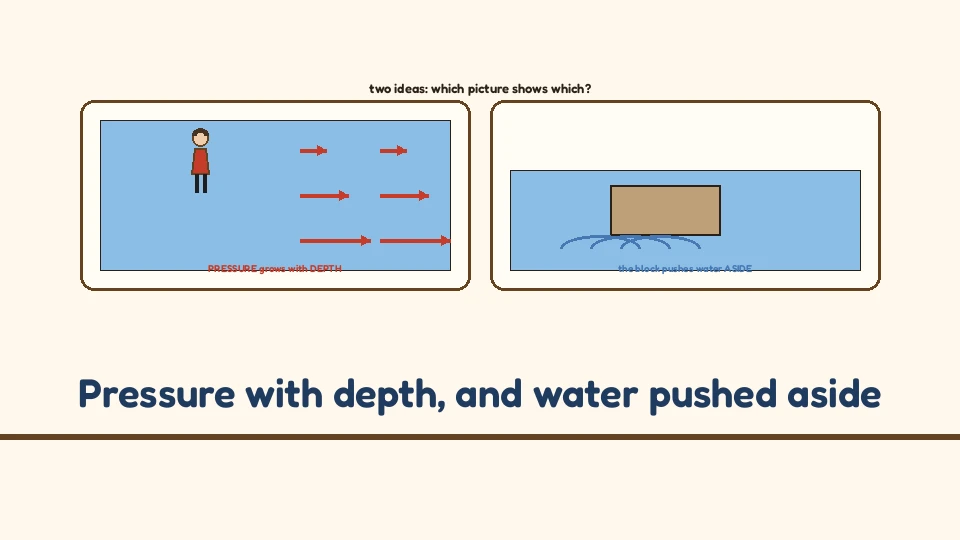 two ideas: which picture shows which?
PRESSURE grows with DEPTH
the block pushes water ASIDE
Pressure with depth, and water pushed aside